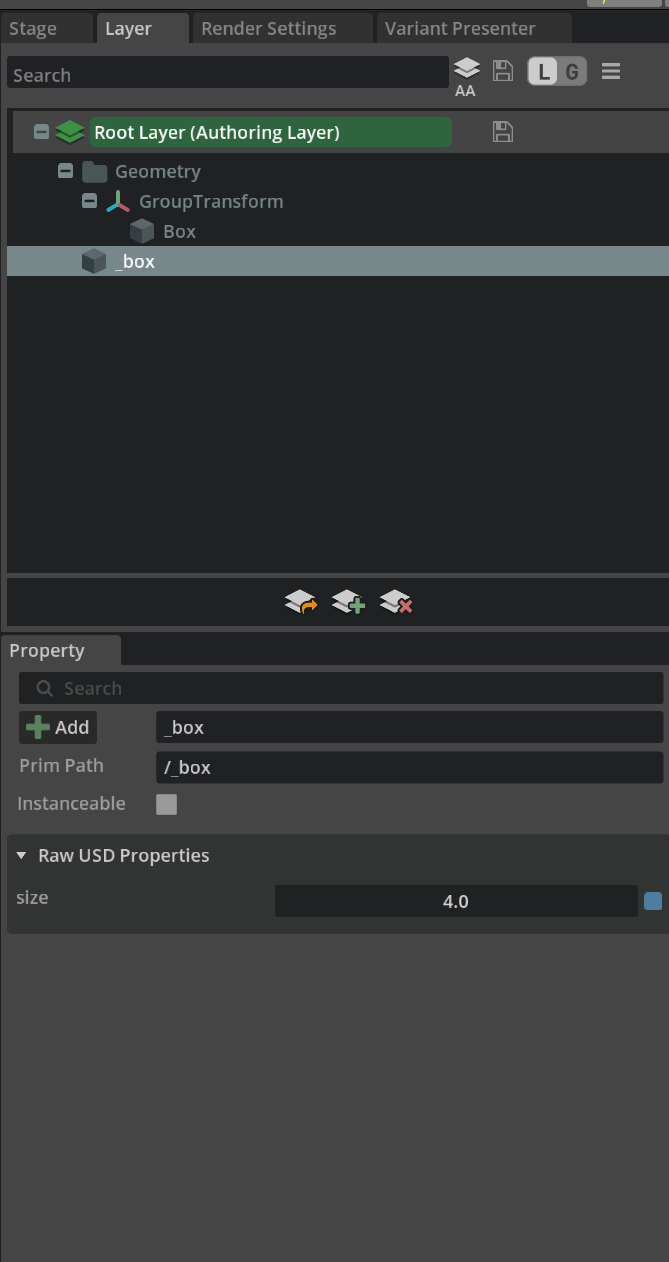 Stage Layer Render Settings Variant Presenter
Search L G
AA
Root Layer (Authoring Layer)
Geometry
GroupTransform
Box
_box
Property
Search
Add _box
Prim Path /_box
Instanceable
Raw USD Properties
size 4.0